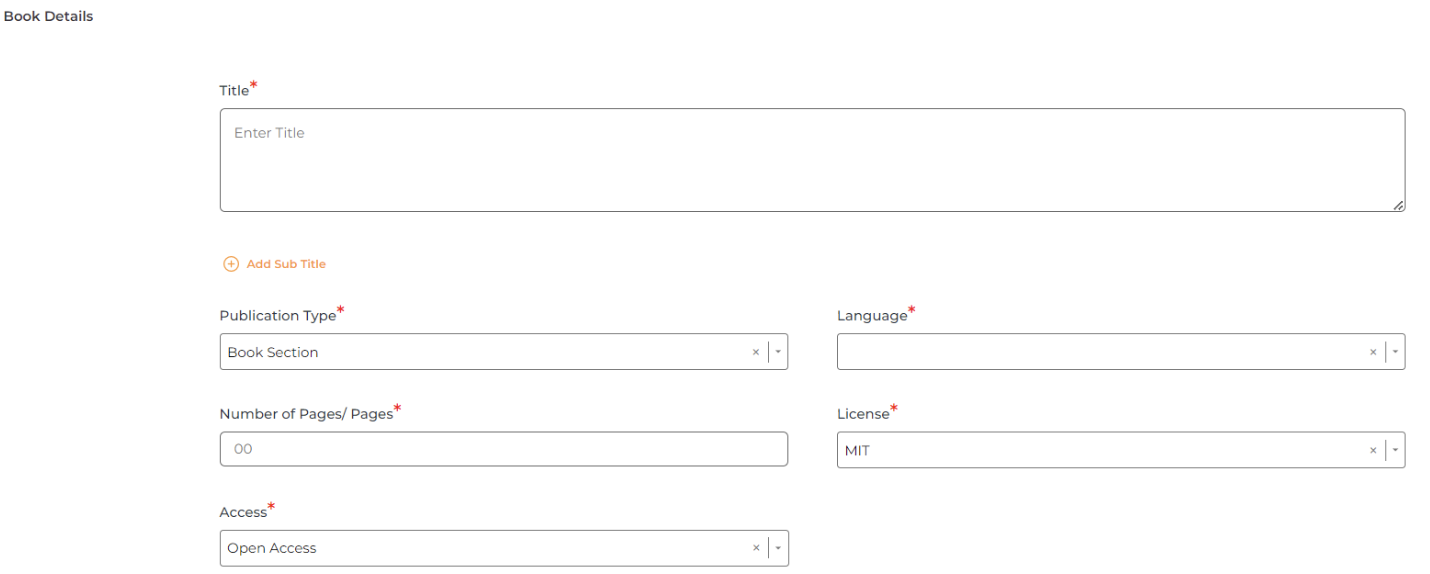 Book Details
Title*
Enter Title
Add Sub Title
Publication Type* Language*
Book Section
Number of Pages/ Pages* License*
00 MIT
Access*
Open Access